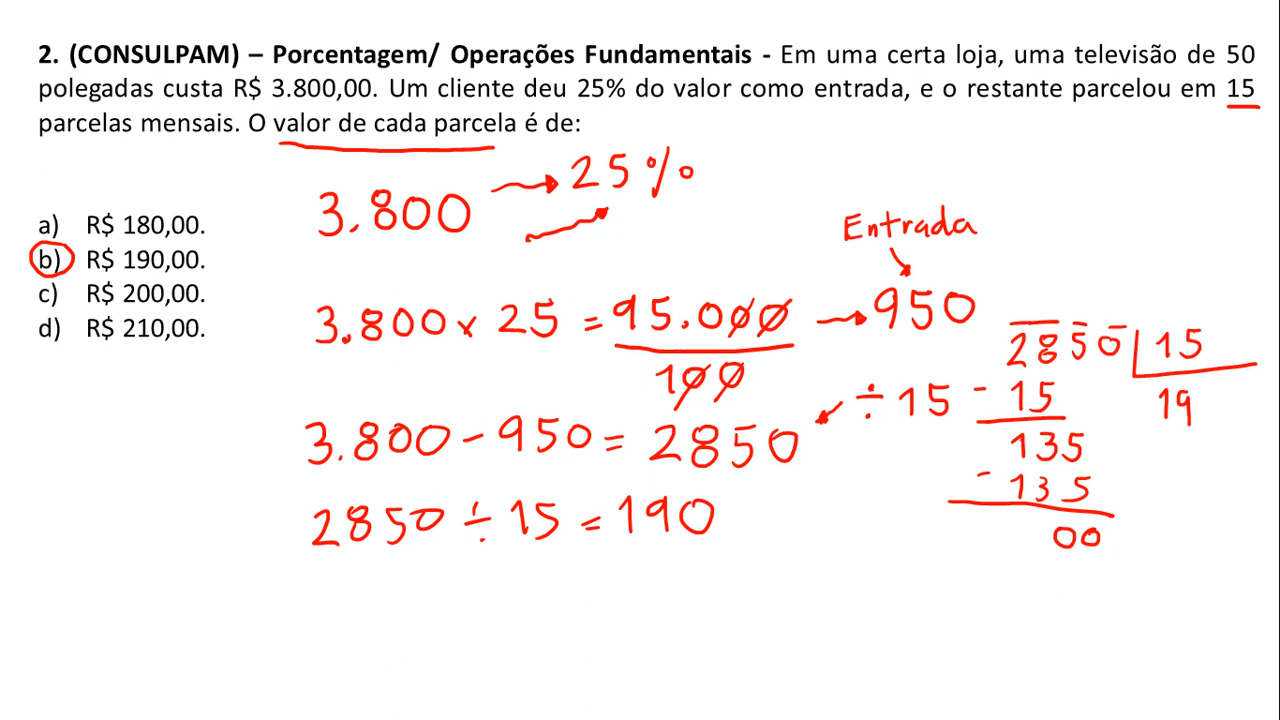 2. (CONSULPAM) – Porcentagem/ Operações Fundamentais - Em uma certa loja, uma televisão de 50
polegadas custa R$ 3.800,00. Um cliente deu 25% do valor como entrada, e o restante parcelou em 15
parcelas mensais. O valor de cada parcela é de:
a) R$ 180,00.
b) R$ 190,00.
c) R$ 200,00.
d) R$ 210,00.
3.800 → 25%
Entrada
3.800 × 25 = 95.000 → 950
100
3.800 - 950 = 2850
÷ 15
2850 ÷ 15 = 190
2850 15
- 15 19
135
- 135
00